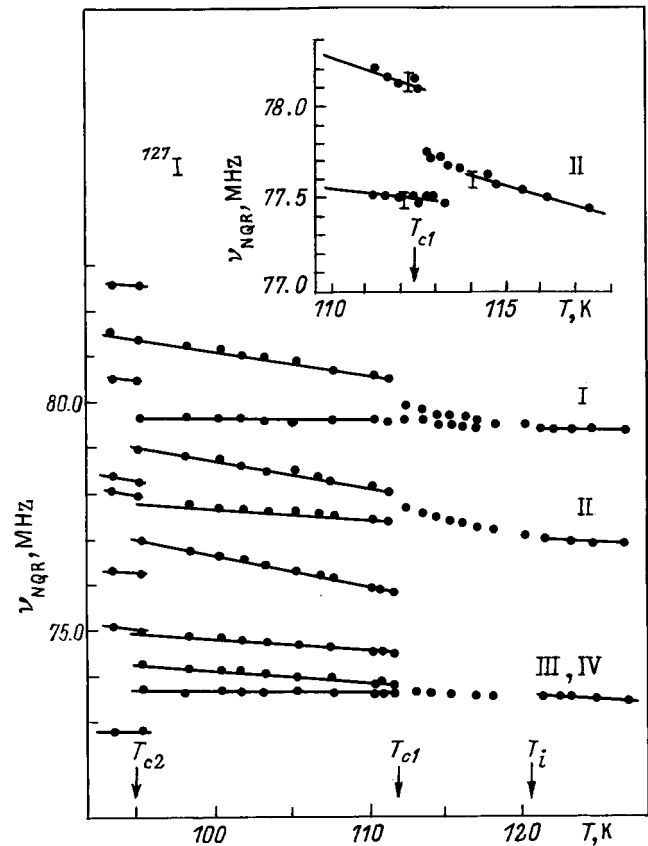 ¹²⁷I
ν_NQR, MHz
78.0
77.5
77.0
II
T_c1
110
115
T, K
ν_NQR, MHz
80.0
75.0
I
II
III, IV
T_c2
T_c1
T_i
100
110
120
T, K